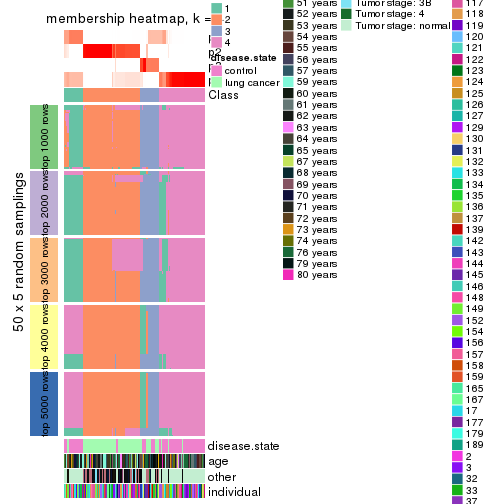 membership heatmap, k =
p2
Class
1
2
3
4
disease.state
control
lung cancer
50 x 5 random samplings
top 1000 rows
top 2000 rows
top 3000 rows
top 4000 rows
top 5000 rows
disease.state
age
other
individual
51 years
52 years
53 years
54 years
55 years
56 years
57 years
59 years
60 years
61 years
62 years
63 years
64 years
65 years
67 years
68 years
69 years
70 years
71 years
72 years
73 years
74 years
76 years
79 years
80 years
Tumor stage: 3B
Tumor stage: 4
Tumor stage: normal
117
118
119
120
121
122
123
124
125
126
127
129
130
131
132
133
134
135
136
137
139
142
143
144
145
146
148
149
152
154
156
157
158
159
165
167
17
177
179
189
2
3
32
33
37